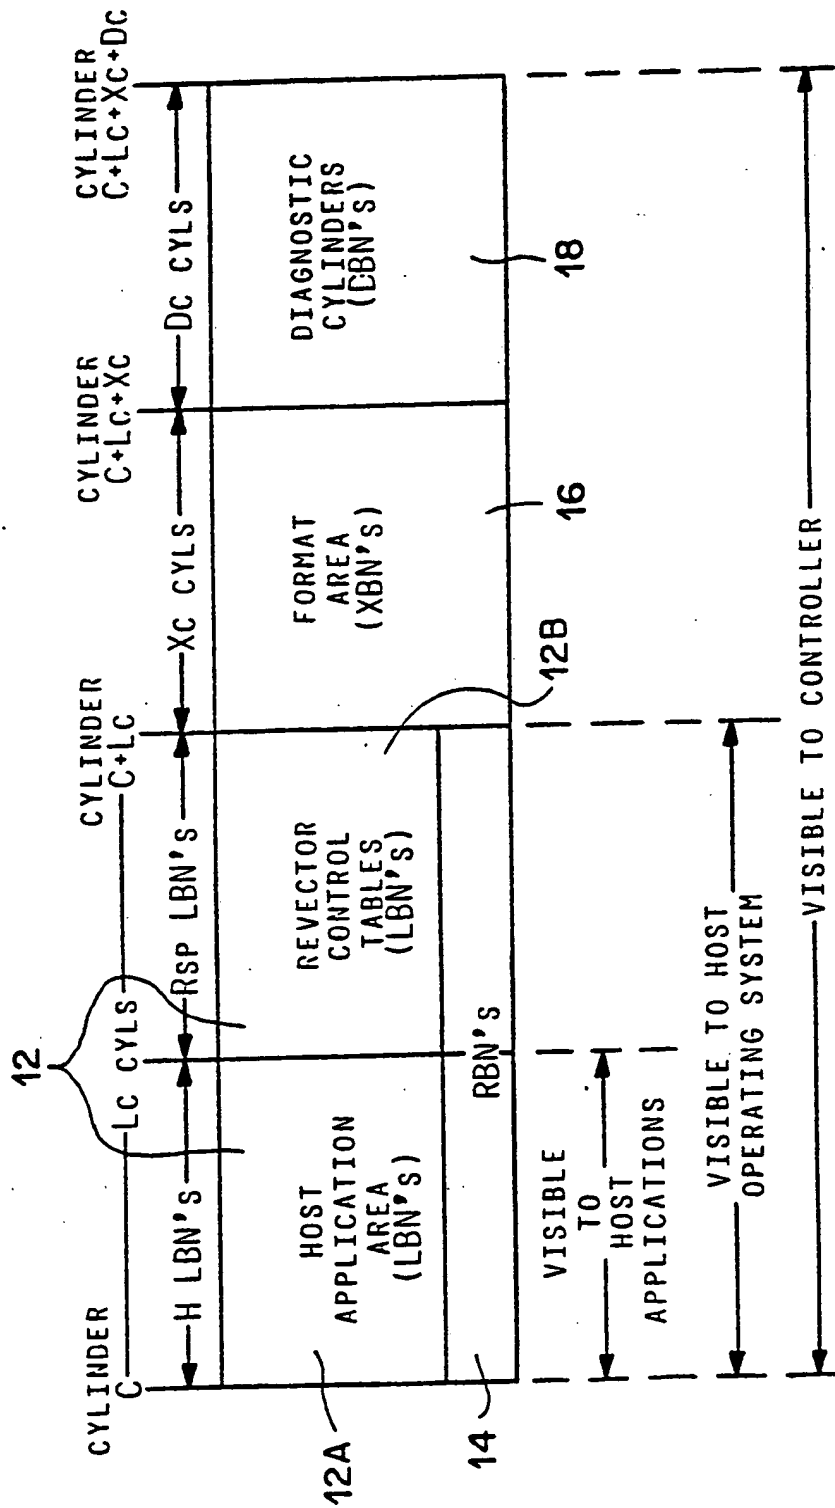 12
CYLINDER
C
LC CYLS
CYLINDER
C+LC
CYLINDER
C+LC+XC
CYLINDER
C+LC+XC+DC
H LBN'S
RSP LBN'S
XC CYLS
DC CYLS
HOST
APPLICATION
AREA
(LBN'S)
REVECTOR
CONTROL
TABLES
(LBN'S)
FORMAT
AREA
(XBN'S)
DIAGNOSTIC
CYLINDERS
(DBN'S)
RBN'S
12A
14
12B
16
18
VISIBLE
TO
HOST
APPLICATIONS
VISIBLE TO HOST
OPERATING SYSTEM
VISIBLE TO CONTROLLER